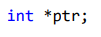 int *ptr;